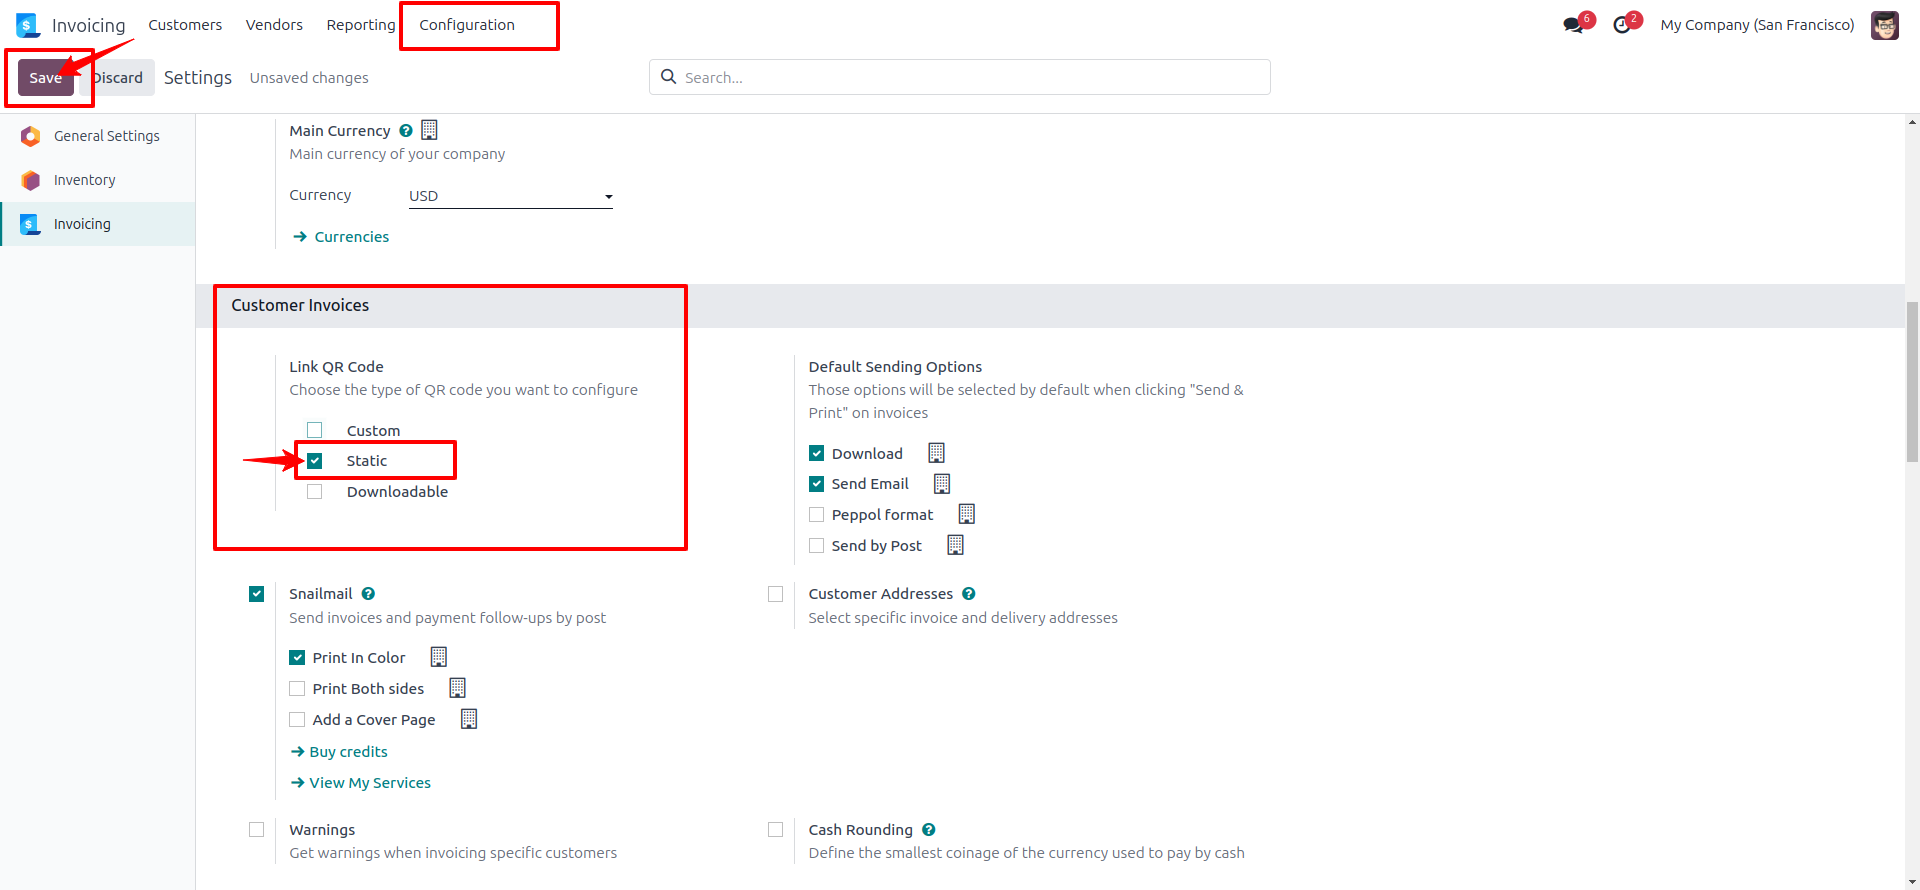 Invoicing Customers Vendors Reporting Configuration 6 2 My Company (San Francisco)
Save Discard Settings Unsaved changes Search...
General Settings
Inventory
Invoicing
Main Currency
Main currency of your company
Currency USD
Currencies
Customer Invoices
Link QR Code
Choose the type of QR code you want to configure
Custom
Static
Downloadable
Default Sending Options
Those options will be selected by default when clicking "Send &
Print" on invoices
Download
Send Email
Peppol format
Send by Post
Snailmail
Send invoices and payment follow-ups by post
Print In Color
Print Both sides
Add a Cover Page
Buy credits
View My Services
Customer Addresses
Select specific invoice and delivery addresses
Warnings
Get warnings when invoicing specific customers
Cash Rounding
Define the smallest coinage of the currency used to pay by cash